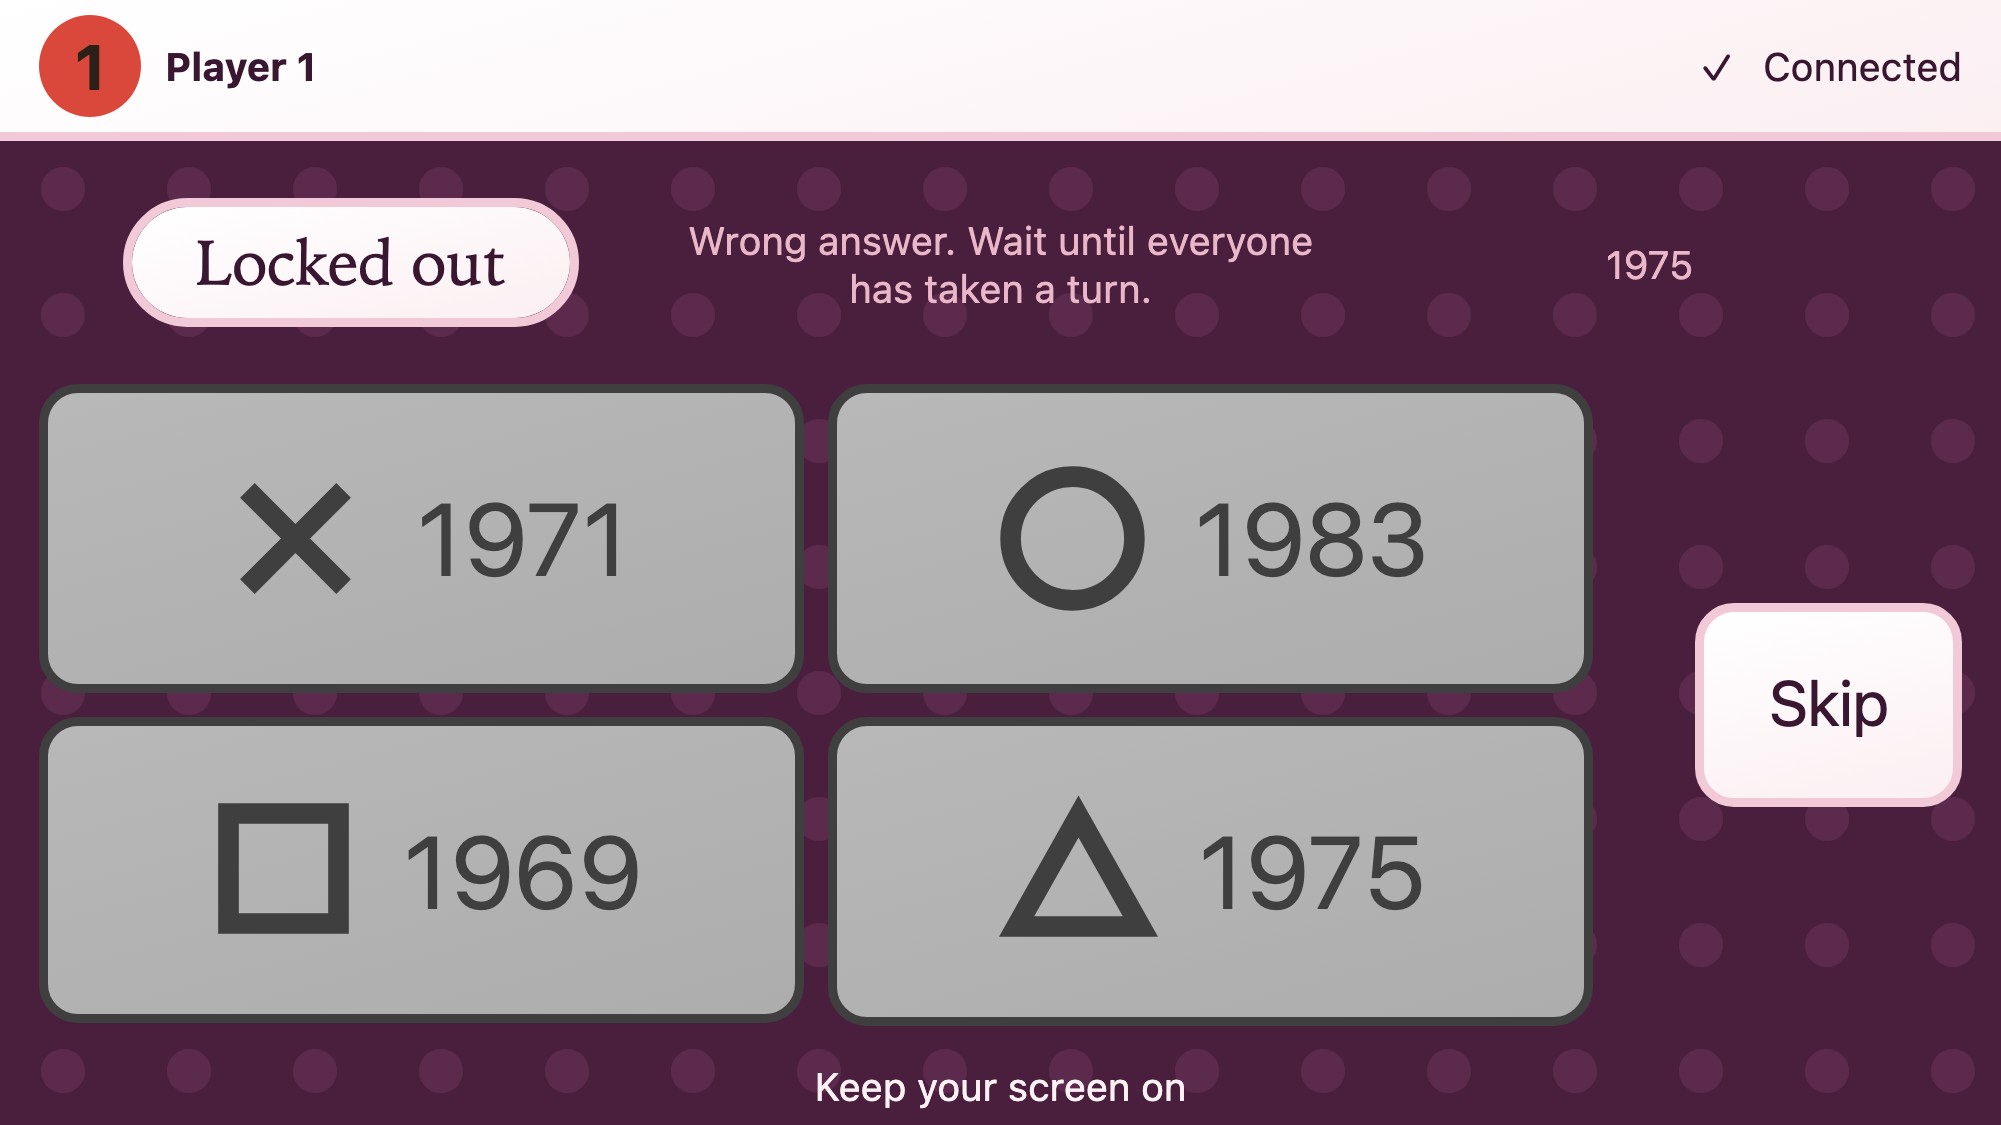 1 Player 1
✓ Connected
Locked out
Wrong answer. Wait until everyone
has taken a turn.
1975
1971
1983
1969
1975
Skip
Keep your screen on